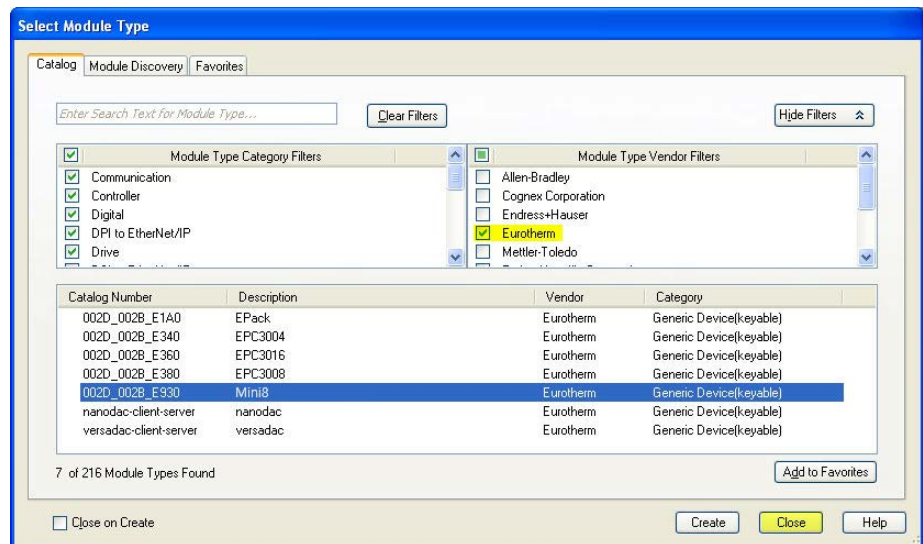 Select Module Type
Catalog Module Discovery Favorites
Enter Search Text for Module Type...
Clear Filters
Hide Filters
Module Type Category Filters
Communication
Controller
Digital
DPI to EtherNet/IP
Drive
Module Type Vendor Filters
Allen-Bradley
Cognex Corporation
Endress+Hauser
Eurotherm
Mettler-Toledo
Catalog Number Description Vendor Category
002D_002B_E1A0 EPack Eurotherm Generic Device(keyable)
002D_002B_E340 EPC3004 Eurotherm Generic Device(keyable)
002D_002B_E360 EPC3016 Eurotherm Generic Device(keyable)
002D_002B_E380 EPC3008 Eurotherm Generic Device(keyable)
002D_002B_E930 Mini8 Eurotherm Generic Device(keyable)
nanodac-client-server nanodac Eurotherm Generic Device(keyable)
versadac-client-server versadac Eurotherm Generic Device(keyable)
7 of 216 Module Types Found
Add to Favorites
Close on Create
Create Close Help